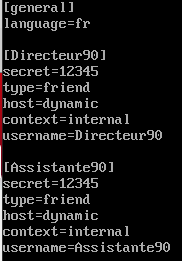 [general]
language=fr
[Directeur90]
secret=12345
type=friend
host=dynamic
context=internal
username=Directeur90
[Assistante90]
secret=12345
type=friend
host=dynamic
context=internal
username=Assistante90